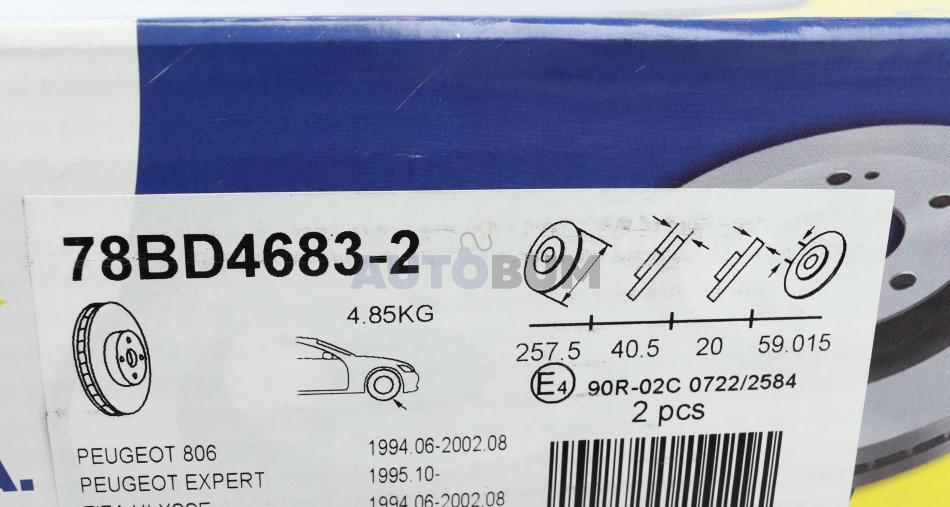 78BD4683-2
AUTOBUM
4.85KG
257.5 40.5 20 59.015
E4 90R-02C 0722/2584
2 pcs
PEUGEOT 806 1994.06-2002.08
PEUGEOT EXPERT 1995.10-
1994.06-2002.08
A.